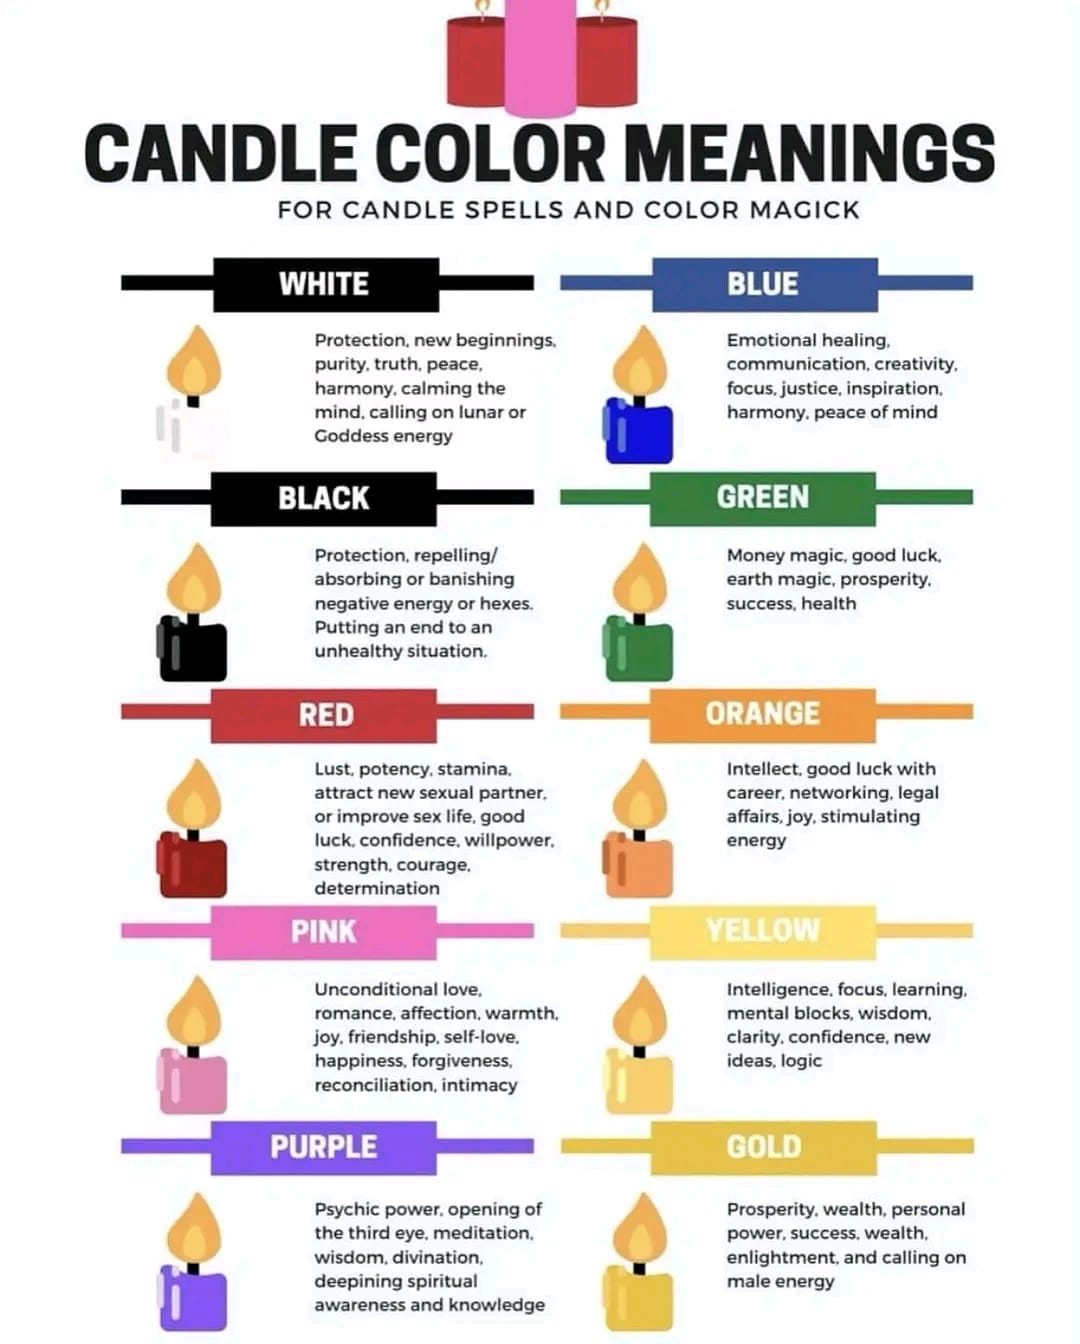 CANDLE COLOR MEANINGS
FOR CANDLE SPELLS AND COLOR MAGICK
WHITE
Protection, new beginnings,
purity, truth, peace,
harmony, calming the
mind, calling on lunar or
Goddess energy
BLUE
Emotional healing,
communication, creativity,
focus, justice, inspiration,
harmony, peace of mind
BLACK
Protection, repelling/
absorbing or banishing
negative energy or hexes.
Putting an end to an
unhealthy situation.
GREEN
Money magic, good luck,
earth magic, prosperity,
success, health
RED
Lust, potency, stamina,
attract new sexual partner,
or improve sex life, good
luck, confidence, willpower,
strength, courage,
determination
ORANGE
Intellect, good luck with
career, networking, legal
affairs, joy, stimulating
energy
PINK
Unconditional love,
romance, affection, warmth,
joy, friendship, self-love,
happiness, forgiveness,
reconciliation, intimacy
YELLOW
Intelligence, focus, learning,
mental blocks, wisdom,
clarity, confidence, new
ideas, logic
PURPLE
Psychic power, opening of
the third eye, meditation,
wisdom, divination,
deepining spiritual
awareness and knowledge
GOLD
Prosperity, wealth, personal
power, success, wealth,
enlightment, and calling on
male energy